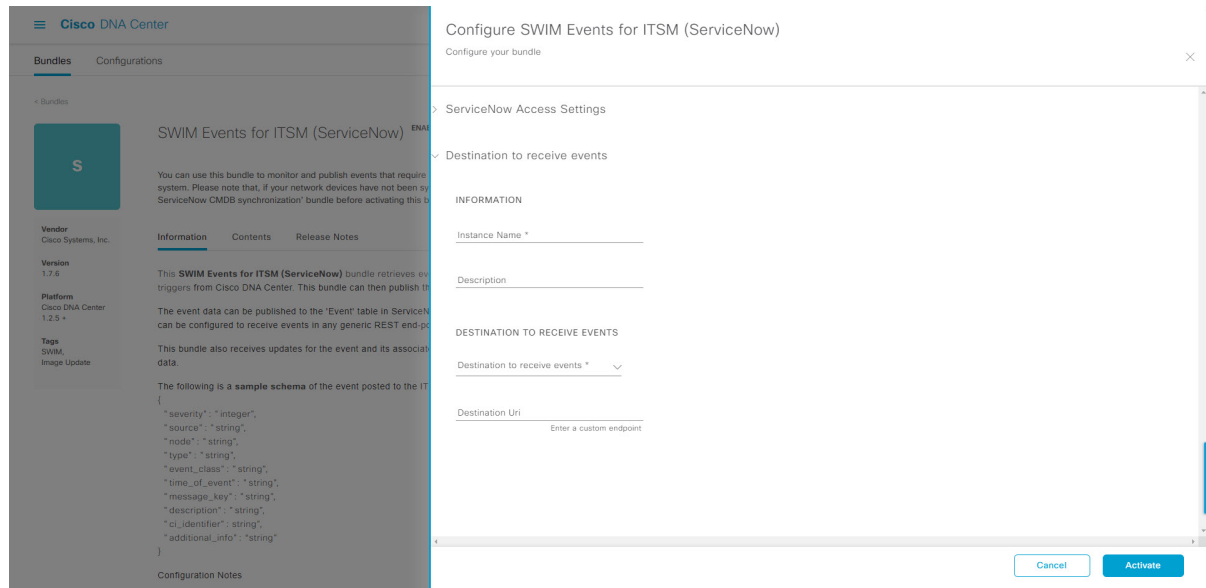 Cisco DNA Center
Bundles Configurations
< Bundles
S
Vendor
Cisco Systems, Inc.
Version
1.7.6
Platform
Cisco DNA Center
1.2.5 +
Tags
SWIM,
Image Update
SWIM Events for ITSM (ServiceNow)
You can use this bundle to monitor and publish events that require
system. Please note that, if your network devices have not been
ServiceNow CMDB synchronization' bundle before activating this
Information Contents Release Notes
This SWIM Events for ITSM (ServiceNow) bundle retrieves
triggers from Cisco DNA Center. This bundle can then publish
The event data can be published to the 'Event' table in
can be configured to receive events in any generic REST
This bundle also receives updates for the event and its
data.
The following is a sample schema of the event posted to the
{
"severity" : "integer",
"source" : "string",
"node" : "string",
"type" : "string",
"event_class" : "string",
"time_of_event" : "string",
"message_key" : "string",
"description" : "string",
"ci_identifier : string",
"additional_info" : "string"
}
Configuration Notes
Configure SWIM Events for ITSM (ServiceNow)
Configure your bundle
ServiceNow Access Settings
Destination to receive events
INFORMATION
Instance Name *
Description
DESTINATION TO RECEIVE EVENTS
Destination to receive events *
Destination Uri
Enter a custom endpoint
Cancel Activate